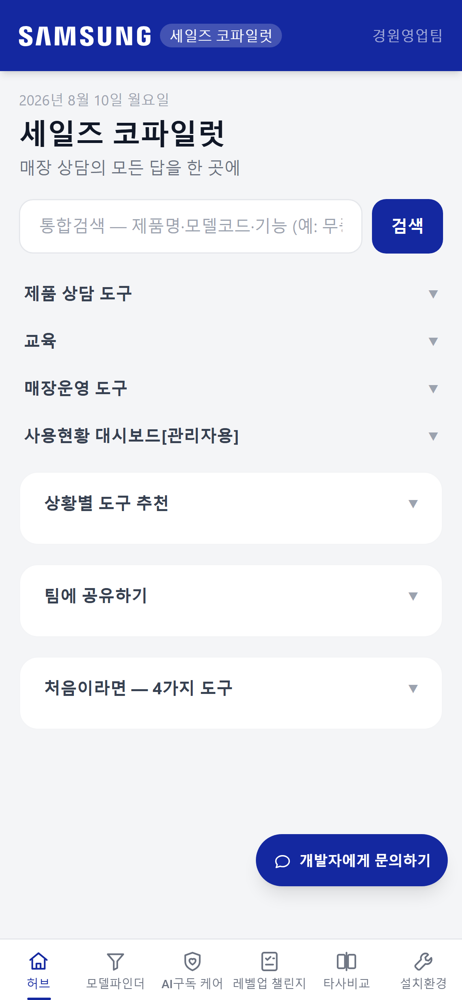 SAMSUNG 세일즈 코파일럿 경원영업팀
2026년 8월 10일 월요일
세일즈 코파일럿
매장 상담의 모든 답을 한 곳에
통합검색 — 제품명·모델코드·기능 (예: 검색
제품 상담 도구 ▼
교육 ▼
매장운영 도구 ▼
사용현황 대시보드[관리자용] ▼
상황별 도구 추천 ▼
팀에 공유하기 ▼
처음이라면 — 4가지 도구 ▼
개발자에게 문의하기
허브 모델파인더 AI구독 케어 레벨업 챌린지 타사비교 설치환경